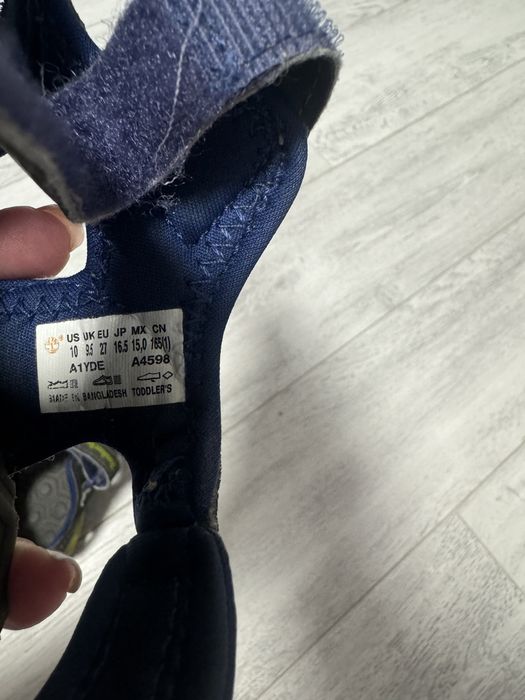 US UK EU JP MX CN
10 9.5 27 16.5 15,0 165(1)
A1YDE A4598
BANGLADESH TODDLER'S